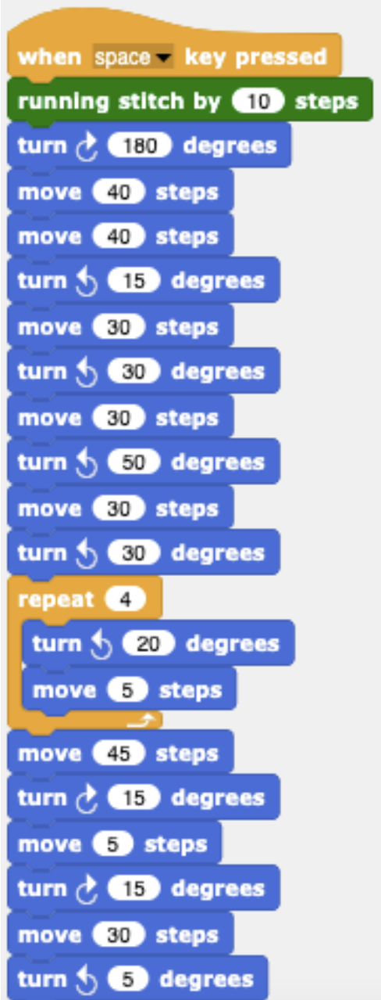 when space key pressed
running stitch by 10 steps
turn 180 degrees
move 40 steps
move 40 steps
turn 15 degrees
move 30 steps
turn 30 degrees
move 30 steps
turn 50 degrees
move 30 steps
turn 30 degrees
repeat 4
turn 20 degrees
move 5 steps
move 45 steps
turn 15 degrees
move 5 steps
turn 15 degrees
move 30 steps
turn 5 degrees